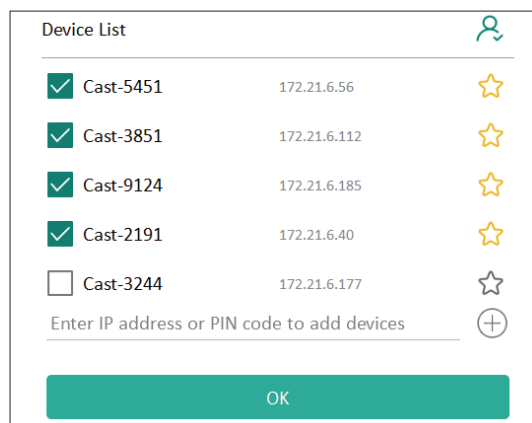 Device List
Cast-5451 172.21.6.56
Cast-3851 172.21.6.112
Cast-9124 172.21.6.185
Cast-2191 172.21.6.40
Cast-3244 172.21.6.177
Enter IP address or PIN code to add devices
OK